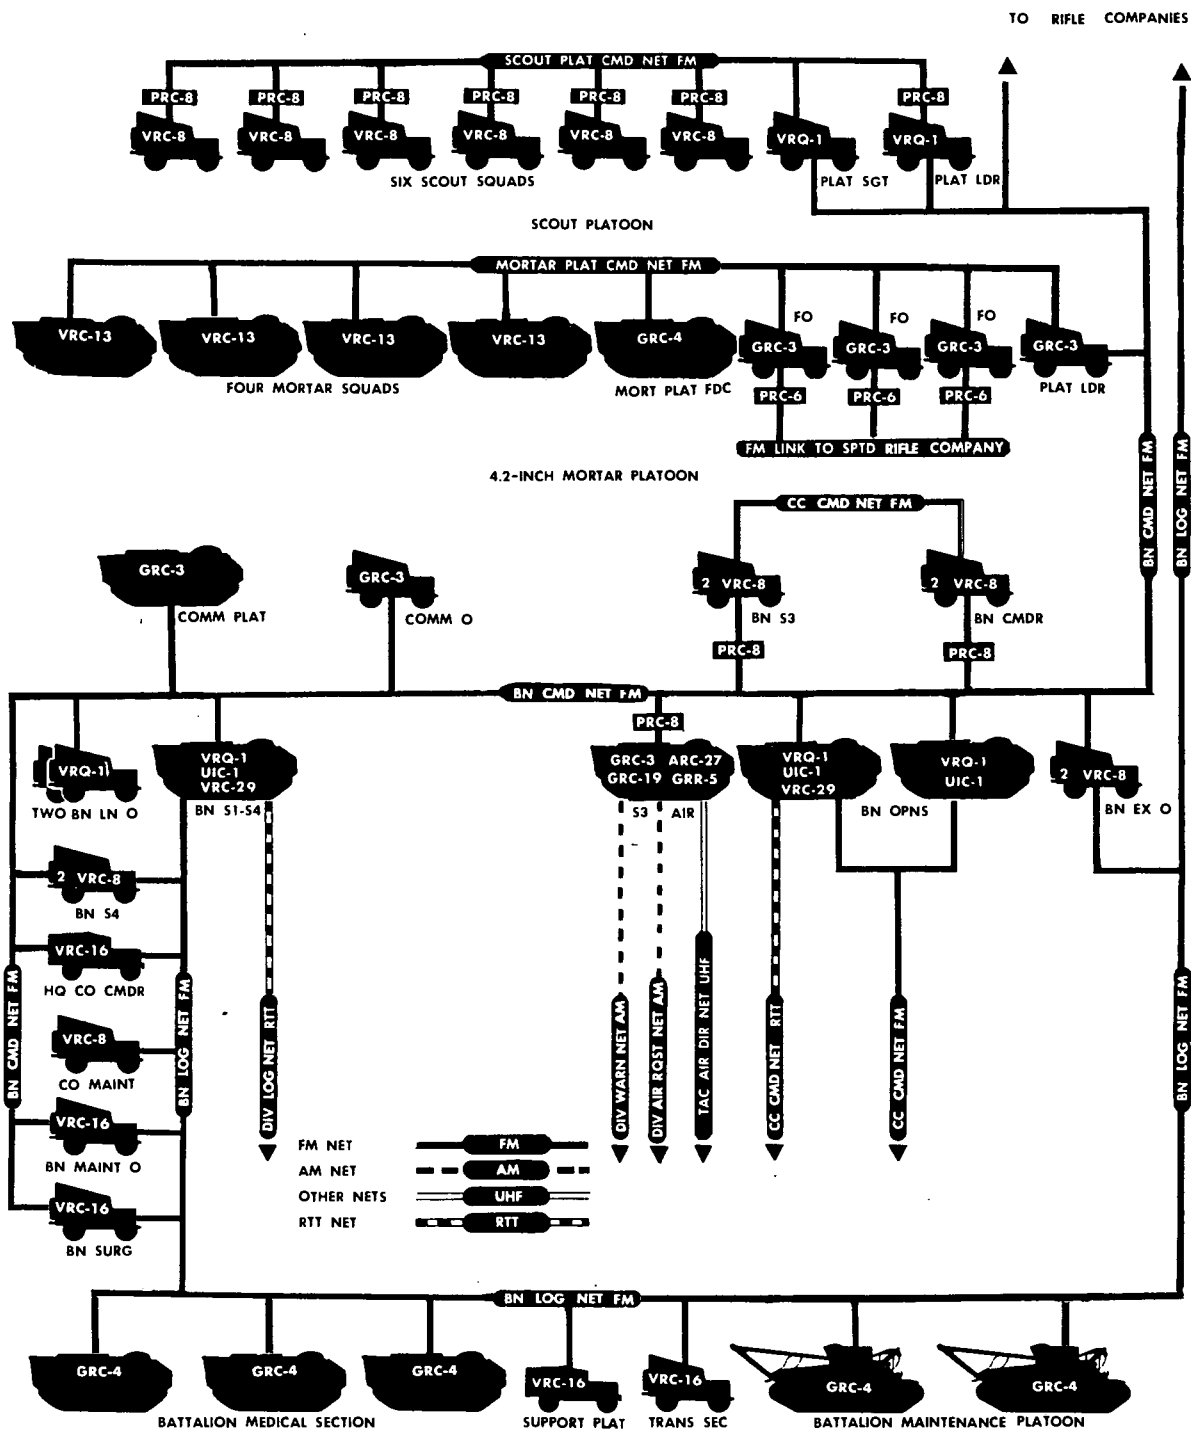 TO RIFLE COMPANIES
SCOUT PLAT CMD NET FM
PRC-8 PRC-8 PRC-8 PRC-8 PRC-8 PRC-8 PRC-8
VRC-8 VRC-8 VRC-8 VRC-8 VRC-8 VRC-8 VRQ-1 VRQ-1
SIX SCOUT SQUADS PLAT SGT PLAT LDR
SCOUT PLATOON
MORTAR PLAT CMD NET FM
FO FO FO
VRC-13 VRC-13 VRC-13 VRC-13 GRC-4 GRC-3 GRC-3 GRC-3 GRC-3
FOUR MORTAR SQUADS MORT PLAT FDC PLAT LDR
PRC-6 PRC-6 PRC-6
FM LINK TO SPTD RIFLE COMPANY
4.2-INCH MORTAR PLATOON
BN CMD NET FM
BN LOG NET FM
CC CMD NET FM
GRC-3 GRC-3 2 VRC-8 2 VRC-8
COMM PLAT COMM O BN S3 BN CMDR
PRC-8 PRC-8
BN CMD NET FM
PRC-8
VRQ-1
TWO BN LN O
VRQ-1
UIC-1
VRC-29
BN S1-S4
GRC-3 ARC-27
GRC-19 GRR-5
S3 AIR
VRQ-1
UIC-1
VRC-29
VRQ-1
UIC-1
BN OPNS
2 VRC-8
BN EX O
2 VRC-8
BN S4
VRC-16
HQ CO CMDR
VRC-8
CO MAINT
VRC-16
BN MAINT O
VRC-16
BN SURG
BN CMD NET FM
BN LOG NET FM
DIV LOG NET RTT
DIV WARN NET AM
DIV AIR RQST NET AM
TAC AIR DIR NET UHF
CC CMD NET RTT
CC CMD NET FM
BN LOG NET FM
FM NET FM
AM NET AM
OTHER NETS UHF
RTT NET RTT
BN LOG NET FM
GRC-4 GRC-4 GRC-4 VRC-16 VRC-16 GRC-4 GRC-4
BATTALION MEDICAL SECTION SUPPORT PLAT TRANS SEC BATTALION MAINTENANCE PLATOON